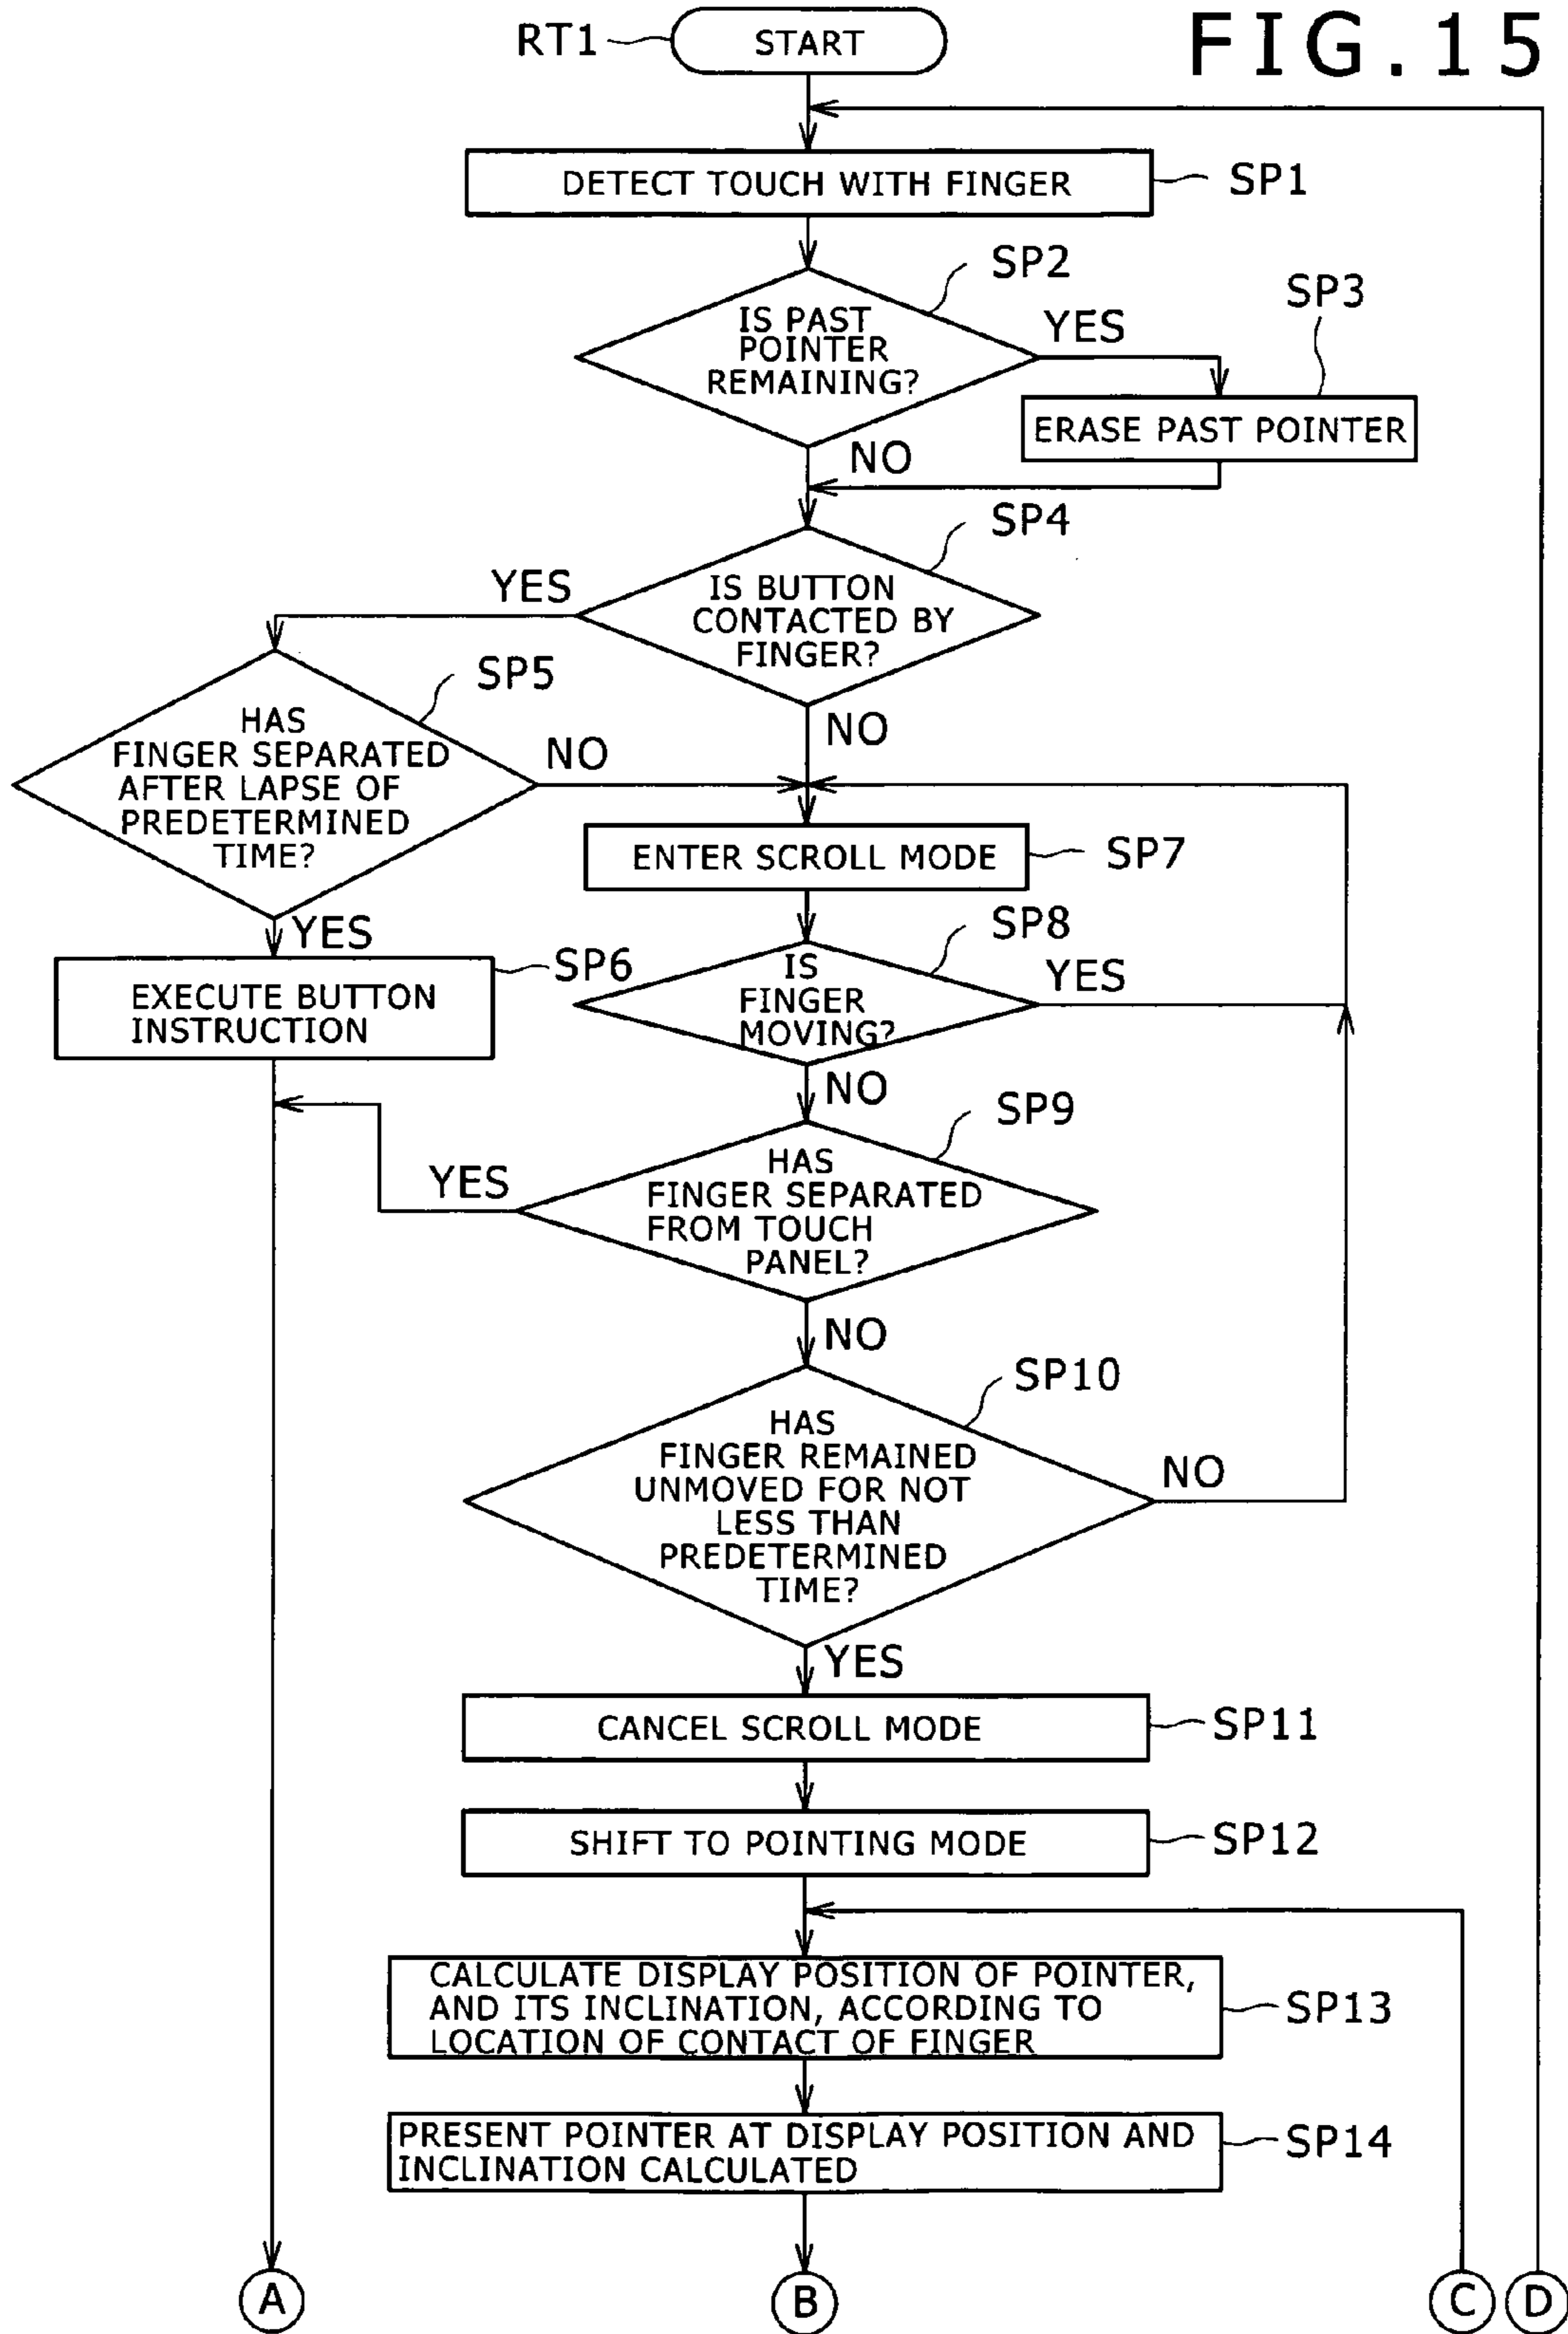 FIG.15
RT1
START
DETECT TOUCH WITH FINGER
SP1
SP2
IS PAST
POINTER
REMAINING?
YES
SP3
ERASE PAST POINTER
NO
SP4
IS BUTTON
CONTACTED BY
FINGER?
YES
NO
SP5
HAS
FINGER SEPARATED
AFTER LAPSE OF
PREDETERMINED
TIME?
NO
YES
ENTER SCROLL MODE
SP7
SP6
EXECUTE BUTTON
INSTRUCTION
SP8
IS
FINGER
MOVING?
YES
NO
SP9
HAS
FINGER SEPARATED
FROM TOUCH
PANEL?
YES
NO
SP10
HAS
FINGER REMAINED
UNMOVED FOR NOT
LESS THAN
PREDETERMINED
TIME?
NO
YES
CANCEL SCROLL MODE
SP11
SHIFT TO POINTING MODE
SP12
CALCULATE DISPLAY POSITION OF POINTER,
AND ITS INCLINATION, ACCORDING TO
LOCATION OF CONTACT OF FINGER
SP13
PRESENT POINTER AT DISPLAY POSITION AND
INCLINATION CALCULATED
SP14
A
B
C
D